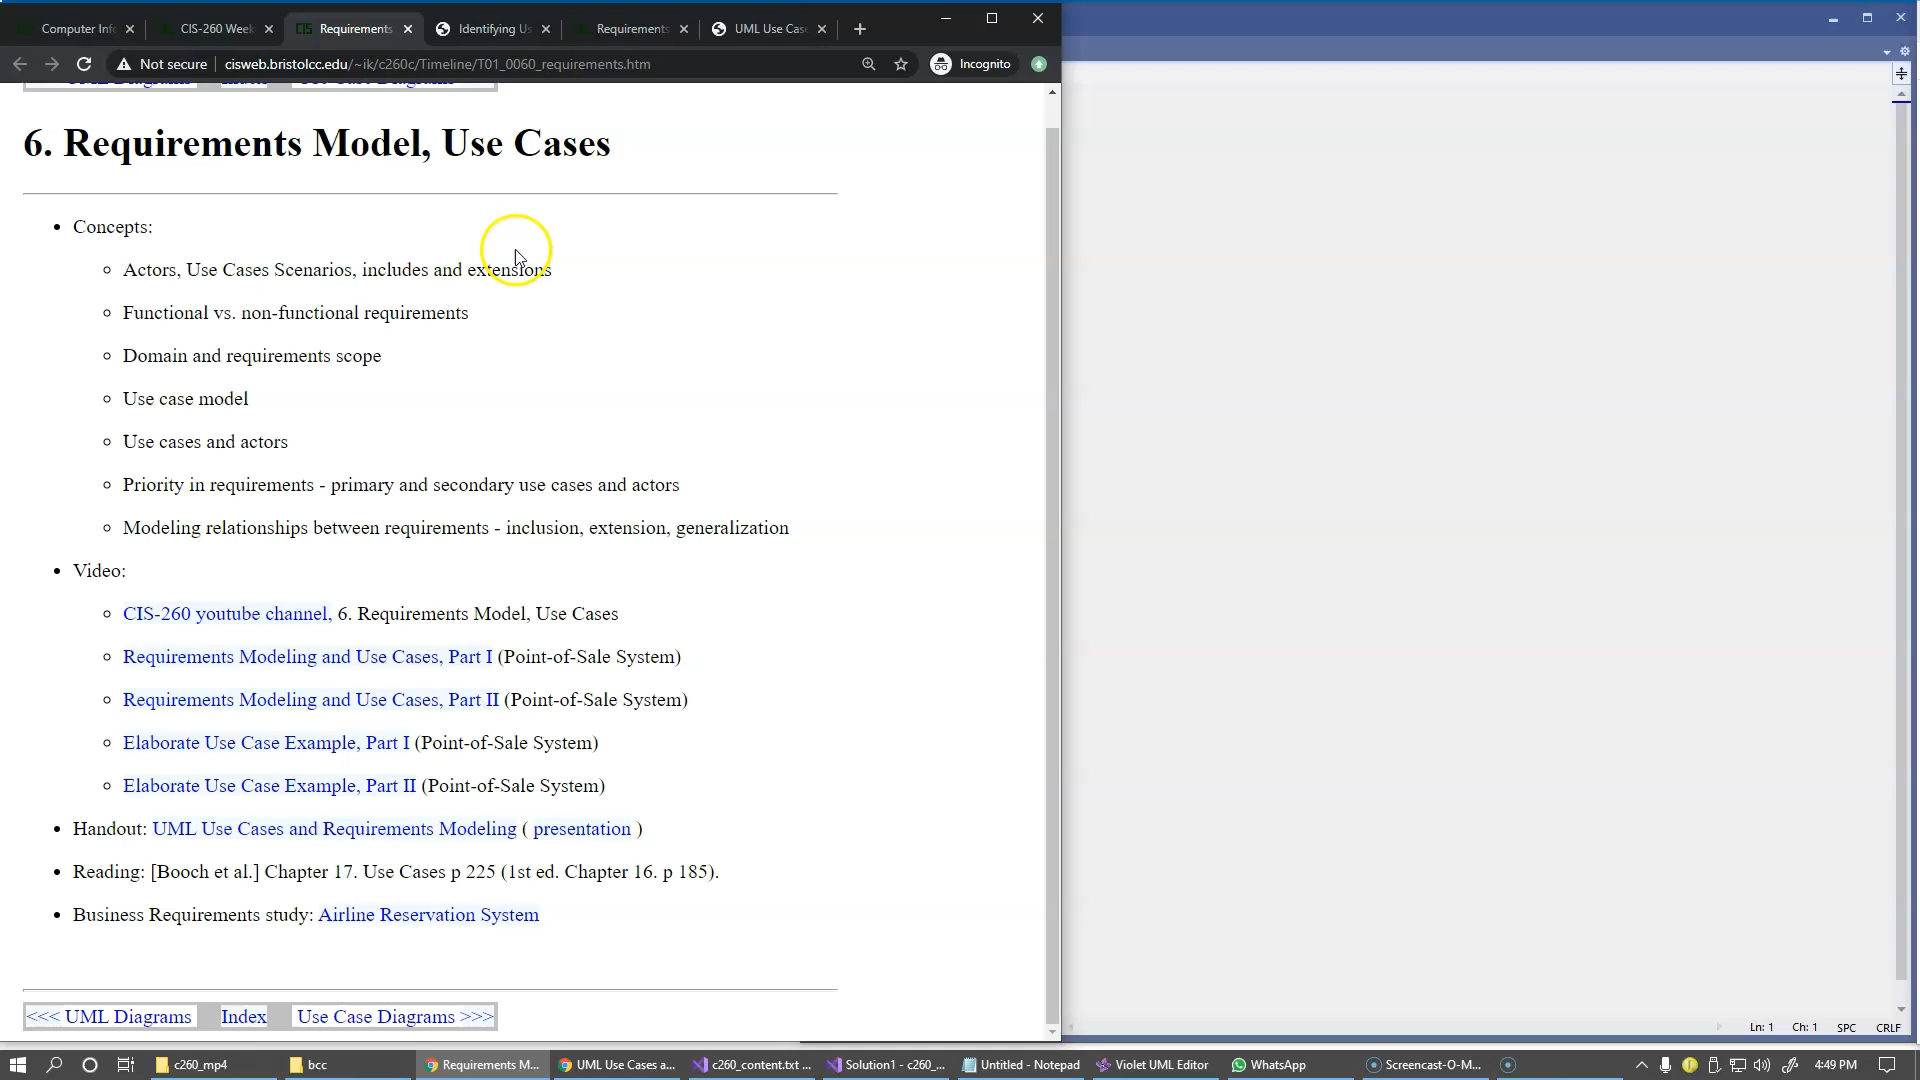 Computer Info
CIS-260 Week
Requirements
Identifying Us
Requirements
UML Use Case
Not secure
cisweb.bristolcc.edu/~ik/c260c/Timeline/T01_0060_requirements.htm
Incognito
6. Requirements Model, Use Cases
Concepts:
Actors, Use Cases Scenarios, includes and extensions
Functional vs. non-functional requirements
Domain and requirements scope
Use case model
Use cases and actors
Priority in requirements - primary and secondary use cases and actors
Modeling relationships between requirements - inclusion, extension, generalization
Video:
CIS-260 youtube channel, 6. Requirements Model, Use Cases
Requirements Modeling and Use Cases, Part I (Point-of-Sale System)
Requirements Modeling and Use Cases, Part II (Point-of-Sale System)
Elaborate Use Case Example, Part I (Point-of-Sale System)
Elaborate Use Case Example, Part II (Point-of-Sale System)
Handout: UML Use Cases and Requirements Modeling ( presentation )
Reading: [Booch et al.] Chapter 17. Use Cases p 225 (1st ed. Chapter 16. p 185).
Business Requirements study: Airline Reservation System
<<< UML Diagrams Index Use Case Diagrams >>>
Ln: 1 Ch: 1 SPC CRLF
c260_mp4
bcc
Requirements M...
UML Use Cases a...
c260_content.txt ...
Solution1 - c260_...
Untitled - Notepad
Violet UML Editor
WhatsApp
Screencast-O-M...
4:49 PM